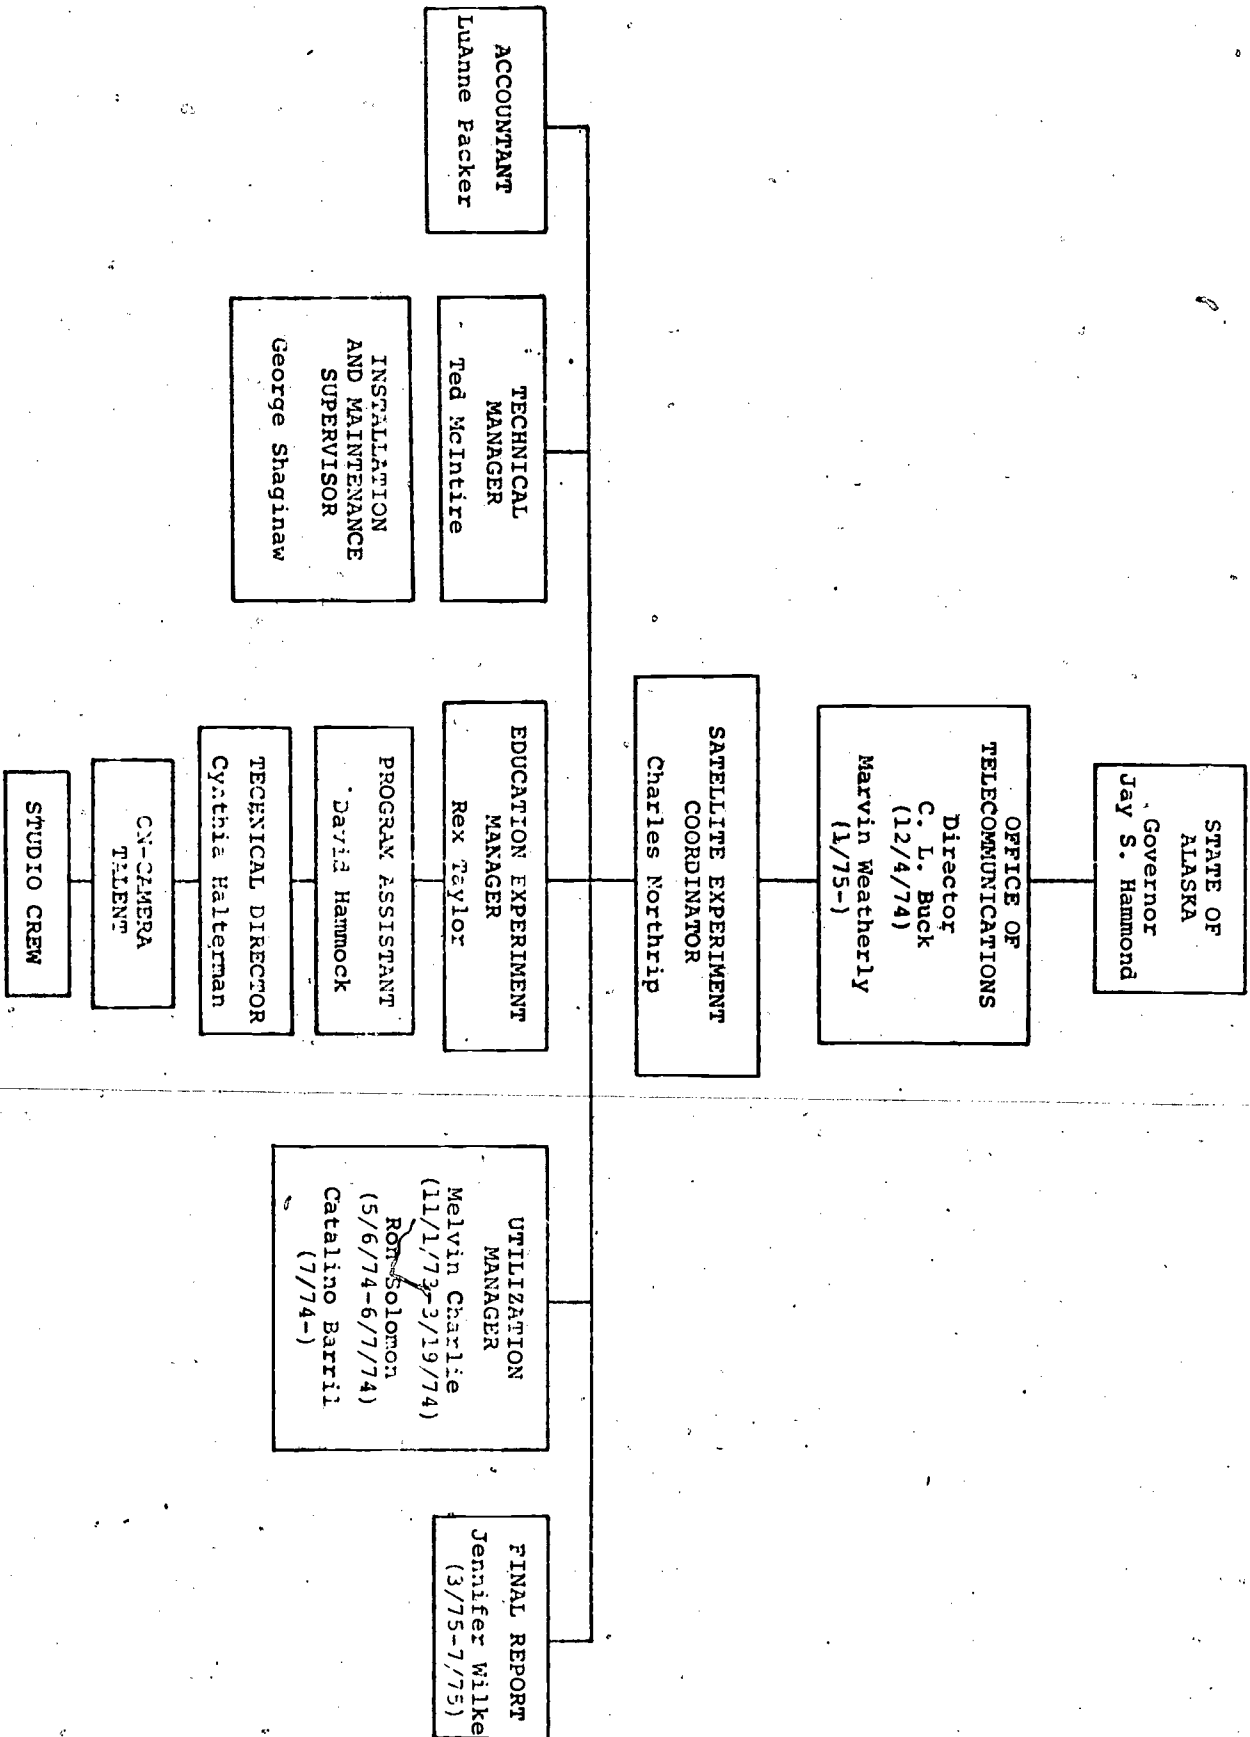 STATE OF
ALASKA
Governor
Jay S. Hammond
OFFICE OF
TELECOMMUNICATIONS
Director
C. L. Buck
(12/4/74)
Marvin Weatherly
(1/75-)
SATELLITE EXPERIMENT
COORDINATOR
Charles Northrip
ACCOUNTANT
LuAnne Packer
TECHNICAL
MANAGER
Ted McIntire
INSTALLATION
AND MAINTENANCE
SUPERVISOR
George Shaginaw
EDUCATION EXPERIMENT
MANAGER
Rex Taylor
PROGRAM ASSISTANT
David Hammock
TECHNICAL DIRECTOR
Cynthia Halterman
ON-CAMERA
TALENT
STUDIO CREW
UTILIZATION
MANAGER
Melvin Charlie
(11/1/73-3/19/74)
Ron Solomon
(5/6/74-6/7/74)
Catalino Barril
(7/74-)
FINAL REPORT
Jennifer Wilke
(3/75-7/75)